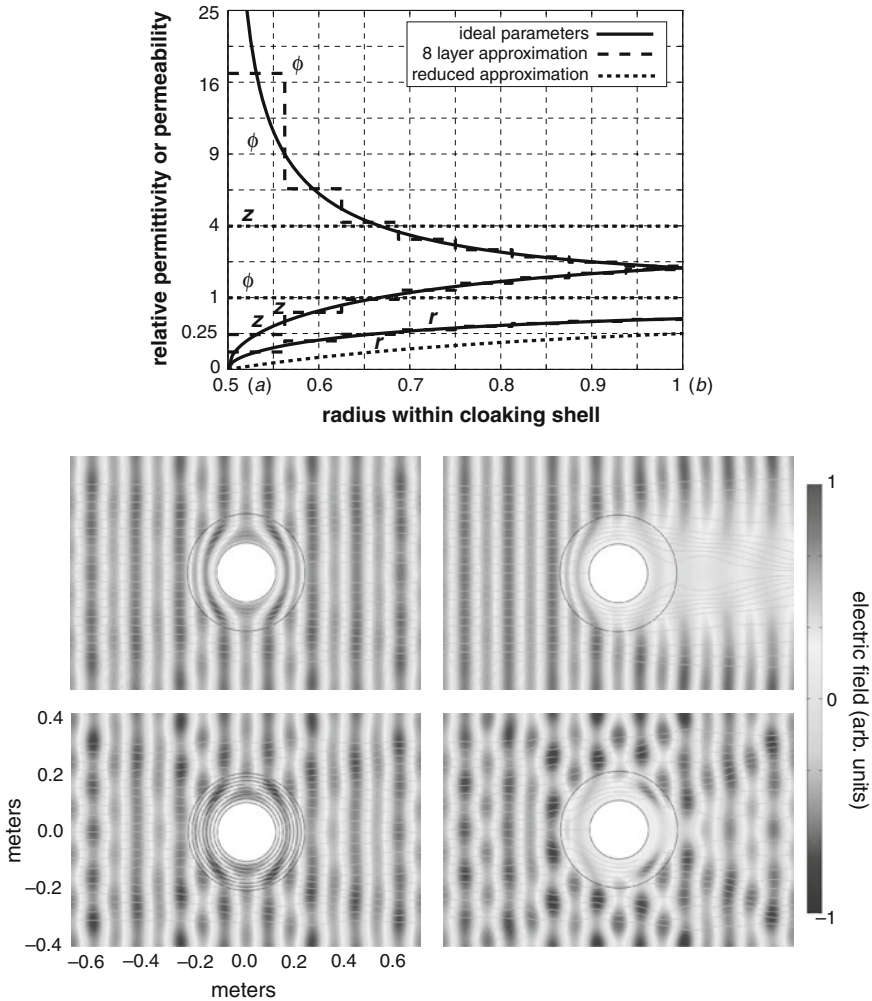 25
16
9
4
1
0.25
0
relative permittivity or permeability
ideal parameters
8 layer approximation
reduced approximation
ϕ
ϕ
z
ϕ
z
z
r
r
0.5 (a) 0.6 0.7 0.8 0.9 1 (b)
radius within cloaking shell
1
0
−1
electric field (arb. units)
0.4
0.2
0.0
−0.2
−0.4
meters
−0.6 −0.4 −0.2 0.0 0.2 0.4 0.6
meters